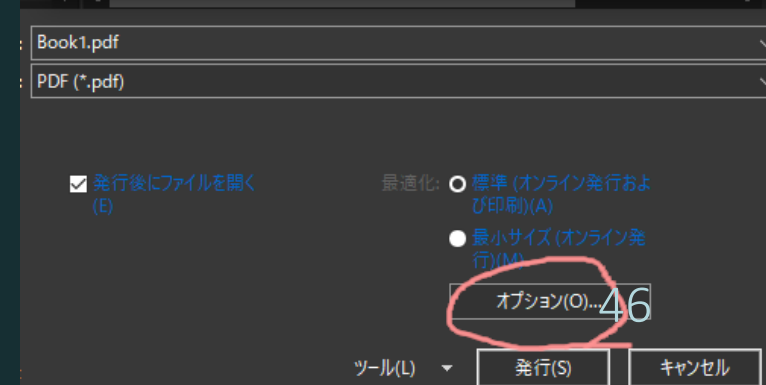 Book1.pdf
PDF (*.pdf)
発行後にファイルを開く
(E)
最適化: 標準 (オンライン発行およ
び印刷)(A)
最小サイズ (オンライン発
行)(M)
オプション(O)...
46
ツール(L) 発行(S) キャンセル